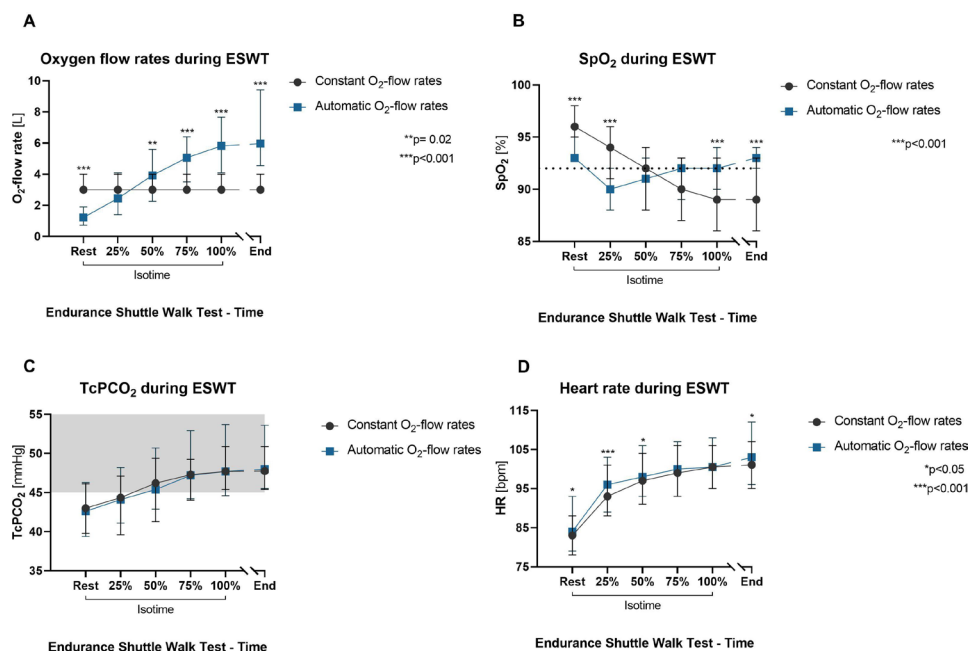 A
Oxygen flow rates during ESWT
O₂-flow rate [L]
10
8
6
4
2
0
***
**
***
***
***
Rest 25% 50% 75% 100% End
Isotime
Endurance Shuttle Walk Test - Time
Constant O₂-flow rates
Automatic O₂-flow rates
**p= 0.02
***p<0.001
B
SpO₂ during ESWT
SpO₂ [%]
100
95
90
85
***
***
***
***
Rest 25% 50% 75% 100% End
Isotime
Endurance Shuttle Walk Test - Time
Constant O₂-flow rates
Automatic O₂-flow rates
***p<0.001
C
TcPCO₂ during ESWT
TcPCO₂ [mmHg]
55
50
45
40
35
Rest 25% 50% 75% 100% End
Isotime
Endurance Shuttle Walk Test - Time
Constant O₂-flow rates
Automatic O₂-flow rates
D
Heart rate during ESWT
HR [bpm]
115
105
95
85
75
*
***
*
*
Rest 25% 50% 75% 100% End
Isotime
Endurance Shuttle Walk Test - Time
Constant O₂-flow rates
Automatic O₂-flow rates
*p<0.05
***p<0.001